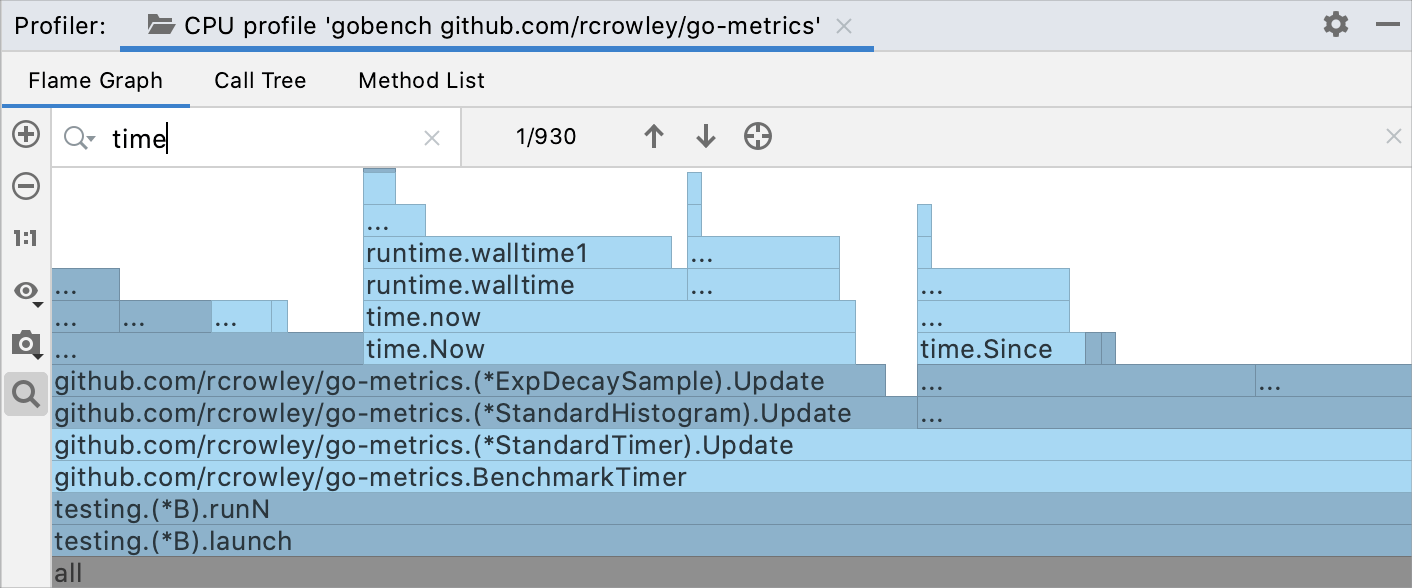 Profiler: CPU profile 'gobench github.com/rcrowley/go-metrics'
Flame Graph Call Tree Method List
time 1/930
1:1
...
runtime.walltime1 ...
... runtime.walltime ... ...
... ... ... time.now ...
... time.Now time.Since
github.com/rcrowley/go-metrics.(*ExpDecaySample).Update ... ...
github.com/rcrowley/go-metrics.(*StandardHistogram).Update ...
github.com/rcrowley/go-metrics.(*StandardTimer).Update
github.com/rcrowley/go-metrics.BenchmarkTimer
testing.(*B).runN
testing.(*B).launch
all